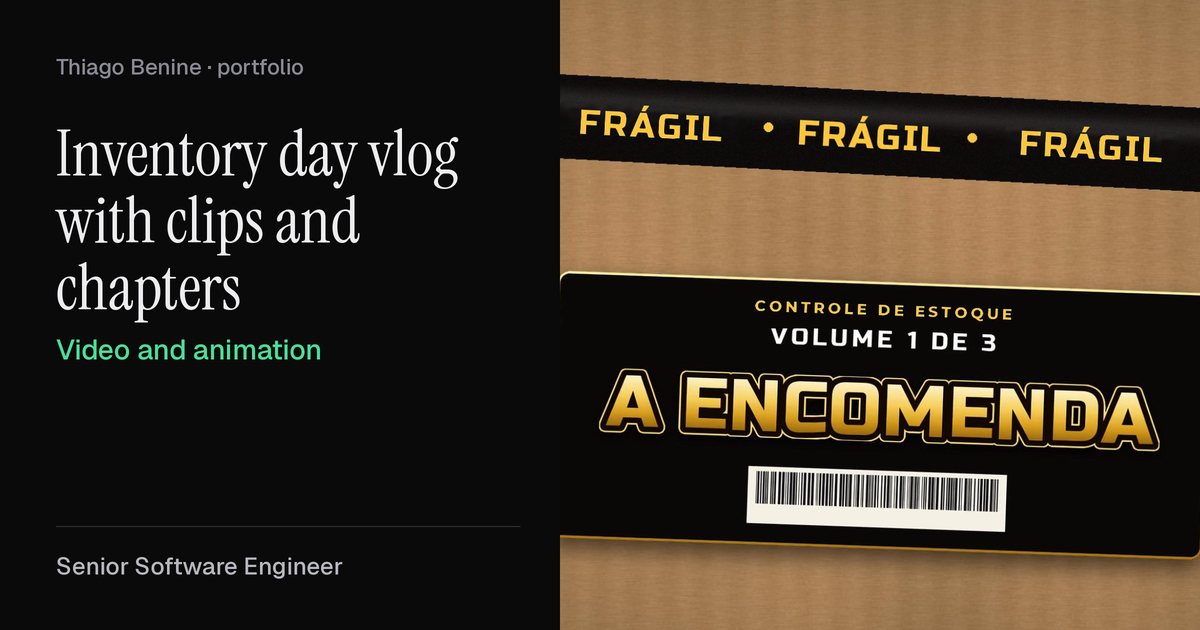 Thiago Benine · portfolio
Inventory day vlog
with clips and
chapters
Video and animation
Senior Software Engineer
FRÁGIL • FRÁGIL • FRÁGIL
CONTROLE DE ESTOQUE
VOLUME 1 DE 3
A ENCOMENDA